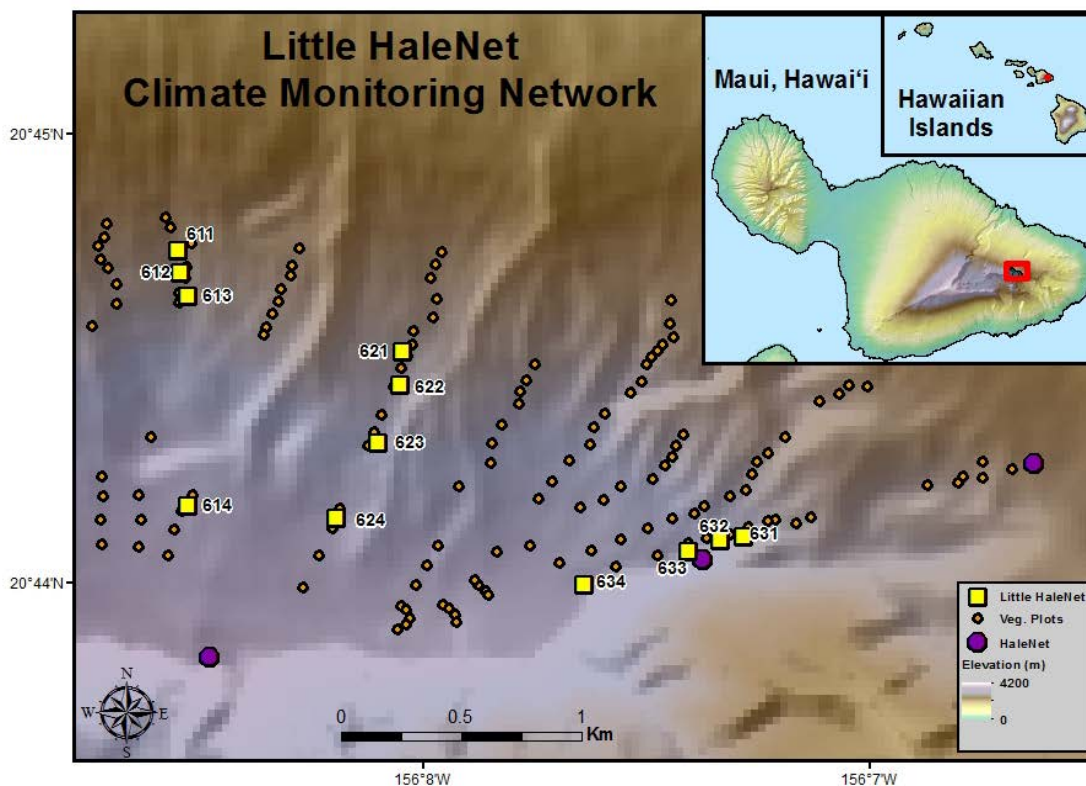 Little HaleNet
Climate Monitoring Network
Maui, Hawaiʻi
Hawaiian
Islands
20°45'N
611
612
613
621
622
623
614
624
632
631
633
634
20°44'N
Little HaleNet
Veg. Plots
HaleNet
Elevation (m)
4200
0
N
W
E
S
0
0.5
1
Km
156°8'W
156°7'W